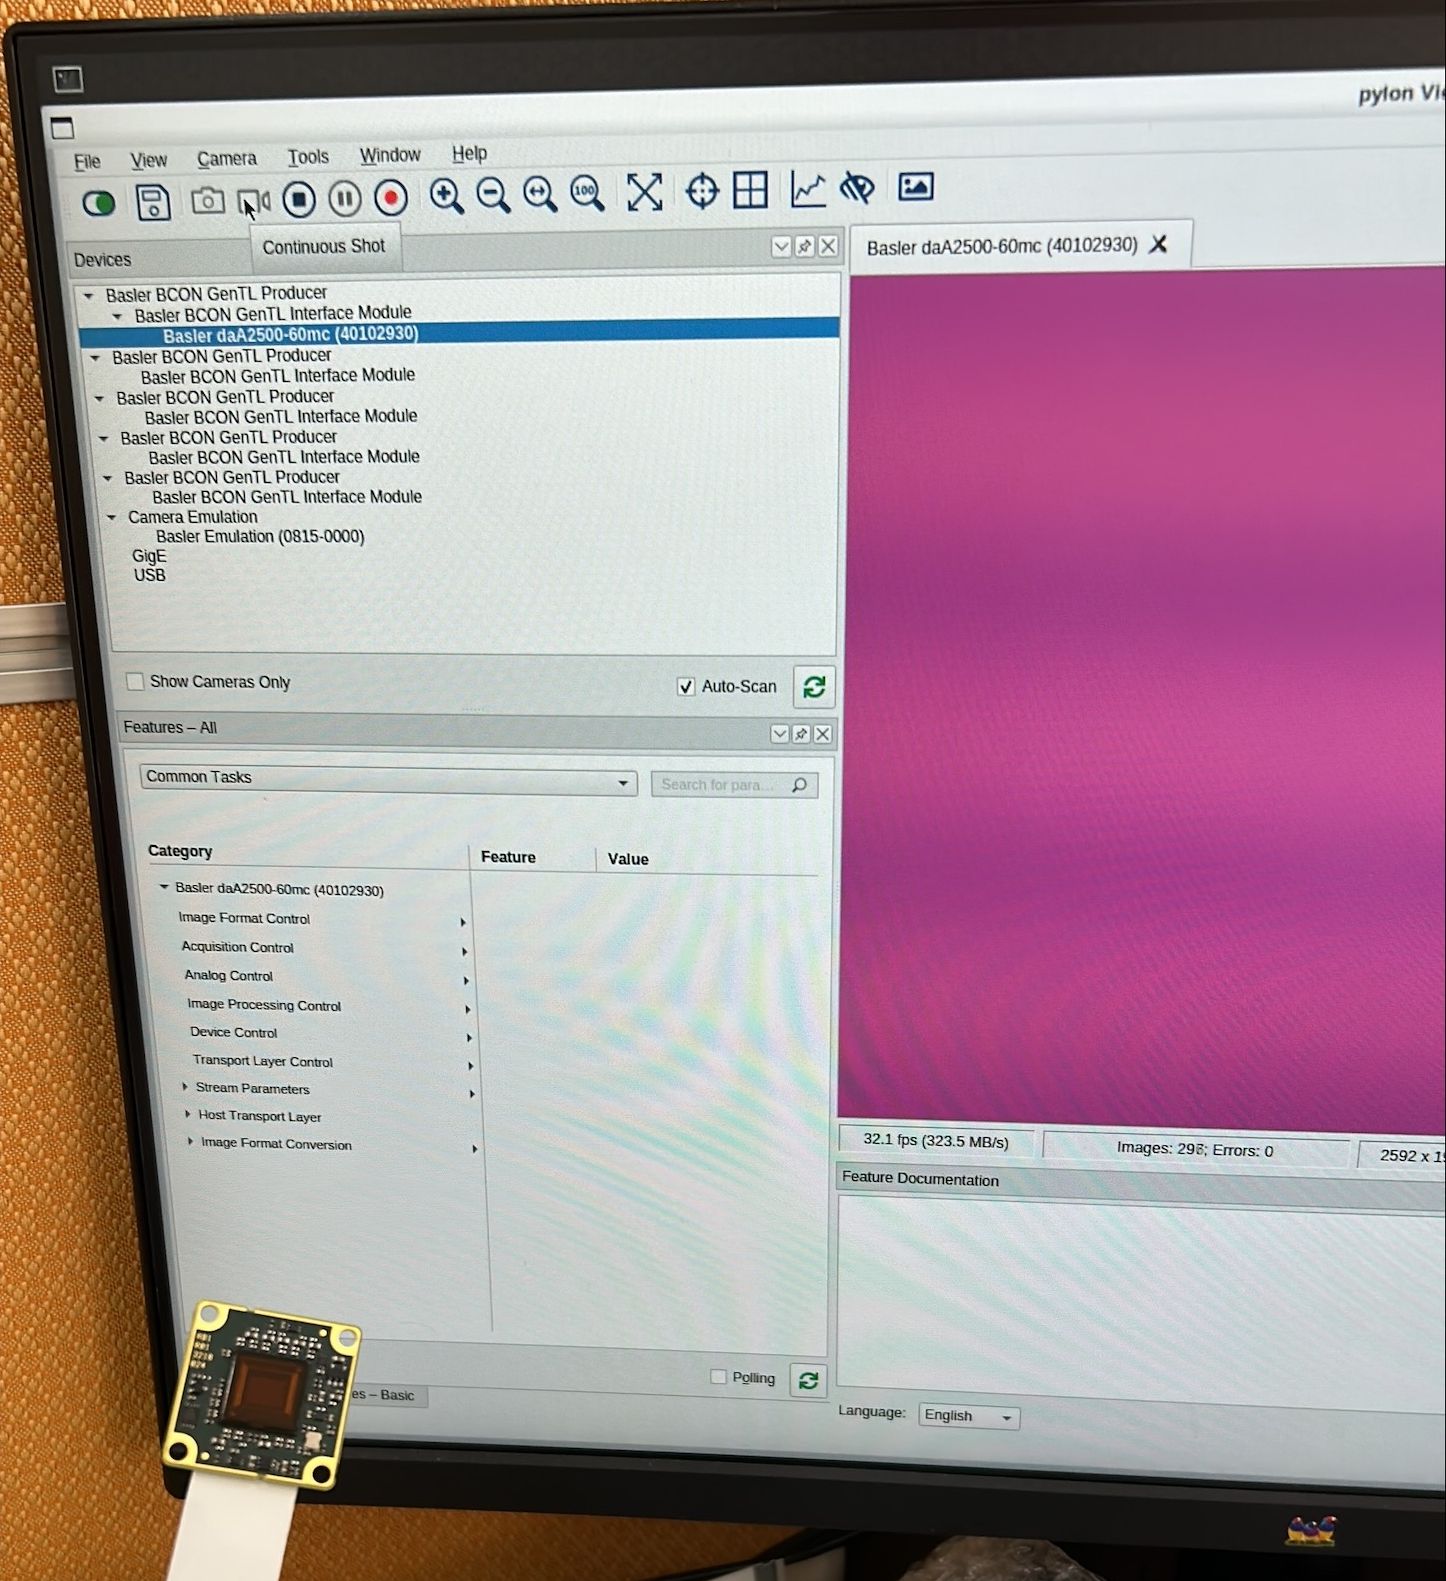 pylon Vi
File View Camera Tools Window Help
100
Continuous Shot
Devices
Basler daA2500-60mc (40102930) X
Basler BCON GenTL Producer
Basler BCON GenTL Interface Module
Basler daA2500-60mc (40102930)
Basler BCON GenTL Producer
Basler BCON GenTL Interface Module
Basler BCON GenTL Producer
Basler BCON GenTL Interface Module
Basler BCON GenTL Producer
Basler BCON GenTL Interface Module
Basler BCON GenTL Producer
Basler BCON GenTL Interface Module
Camera Emulation
Basler Emulation (0815-0000)
GigE
USB
Show Cameras Only
Auto-Scan
Features – All
Common Tasks
Search for para...
Category Feature Value
Basler daA2500-60mc (40102930)
Image Format Control
Acquisition Control
Analog Control
Image Processing Control
Device Control
Transport Layer Control
Stream Parameters
Host Transport Layer
Image Format Conversion
32.1 fps (323.5 MB/s)
Images: 296; Errors: 0
2592 x 19
Feature Documentation
Polling
es – Basic
Language: English